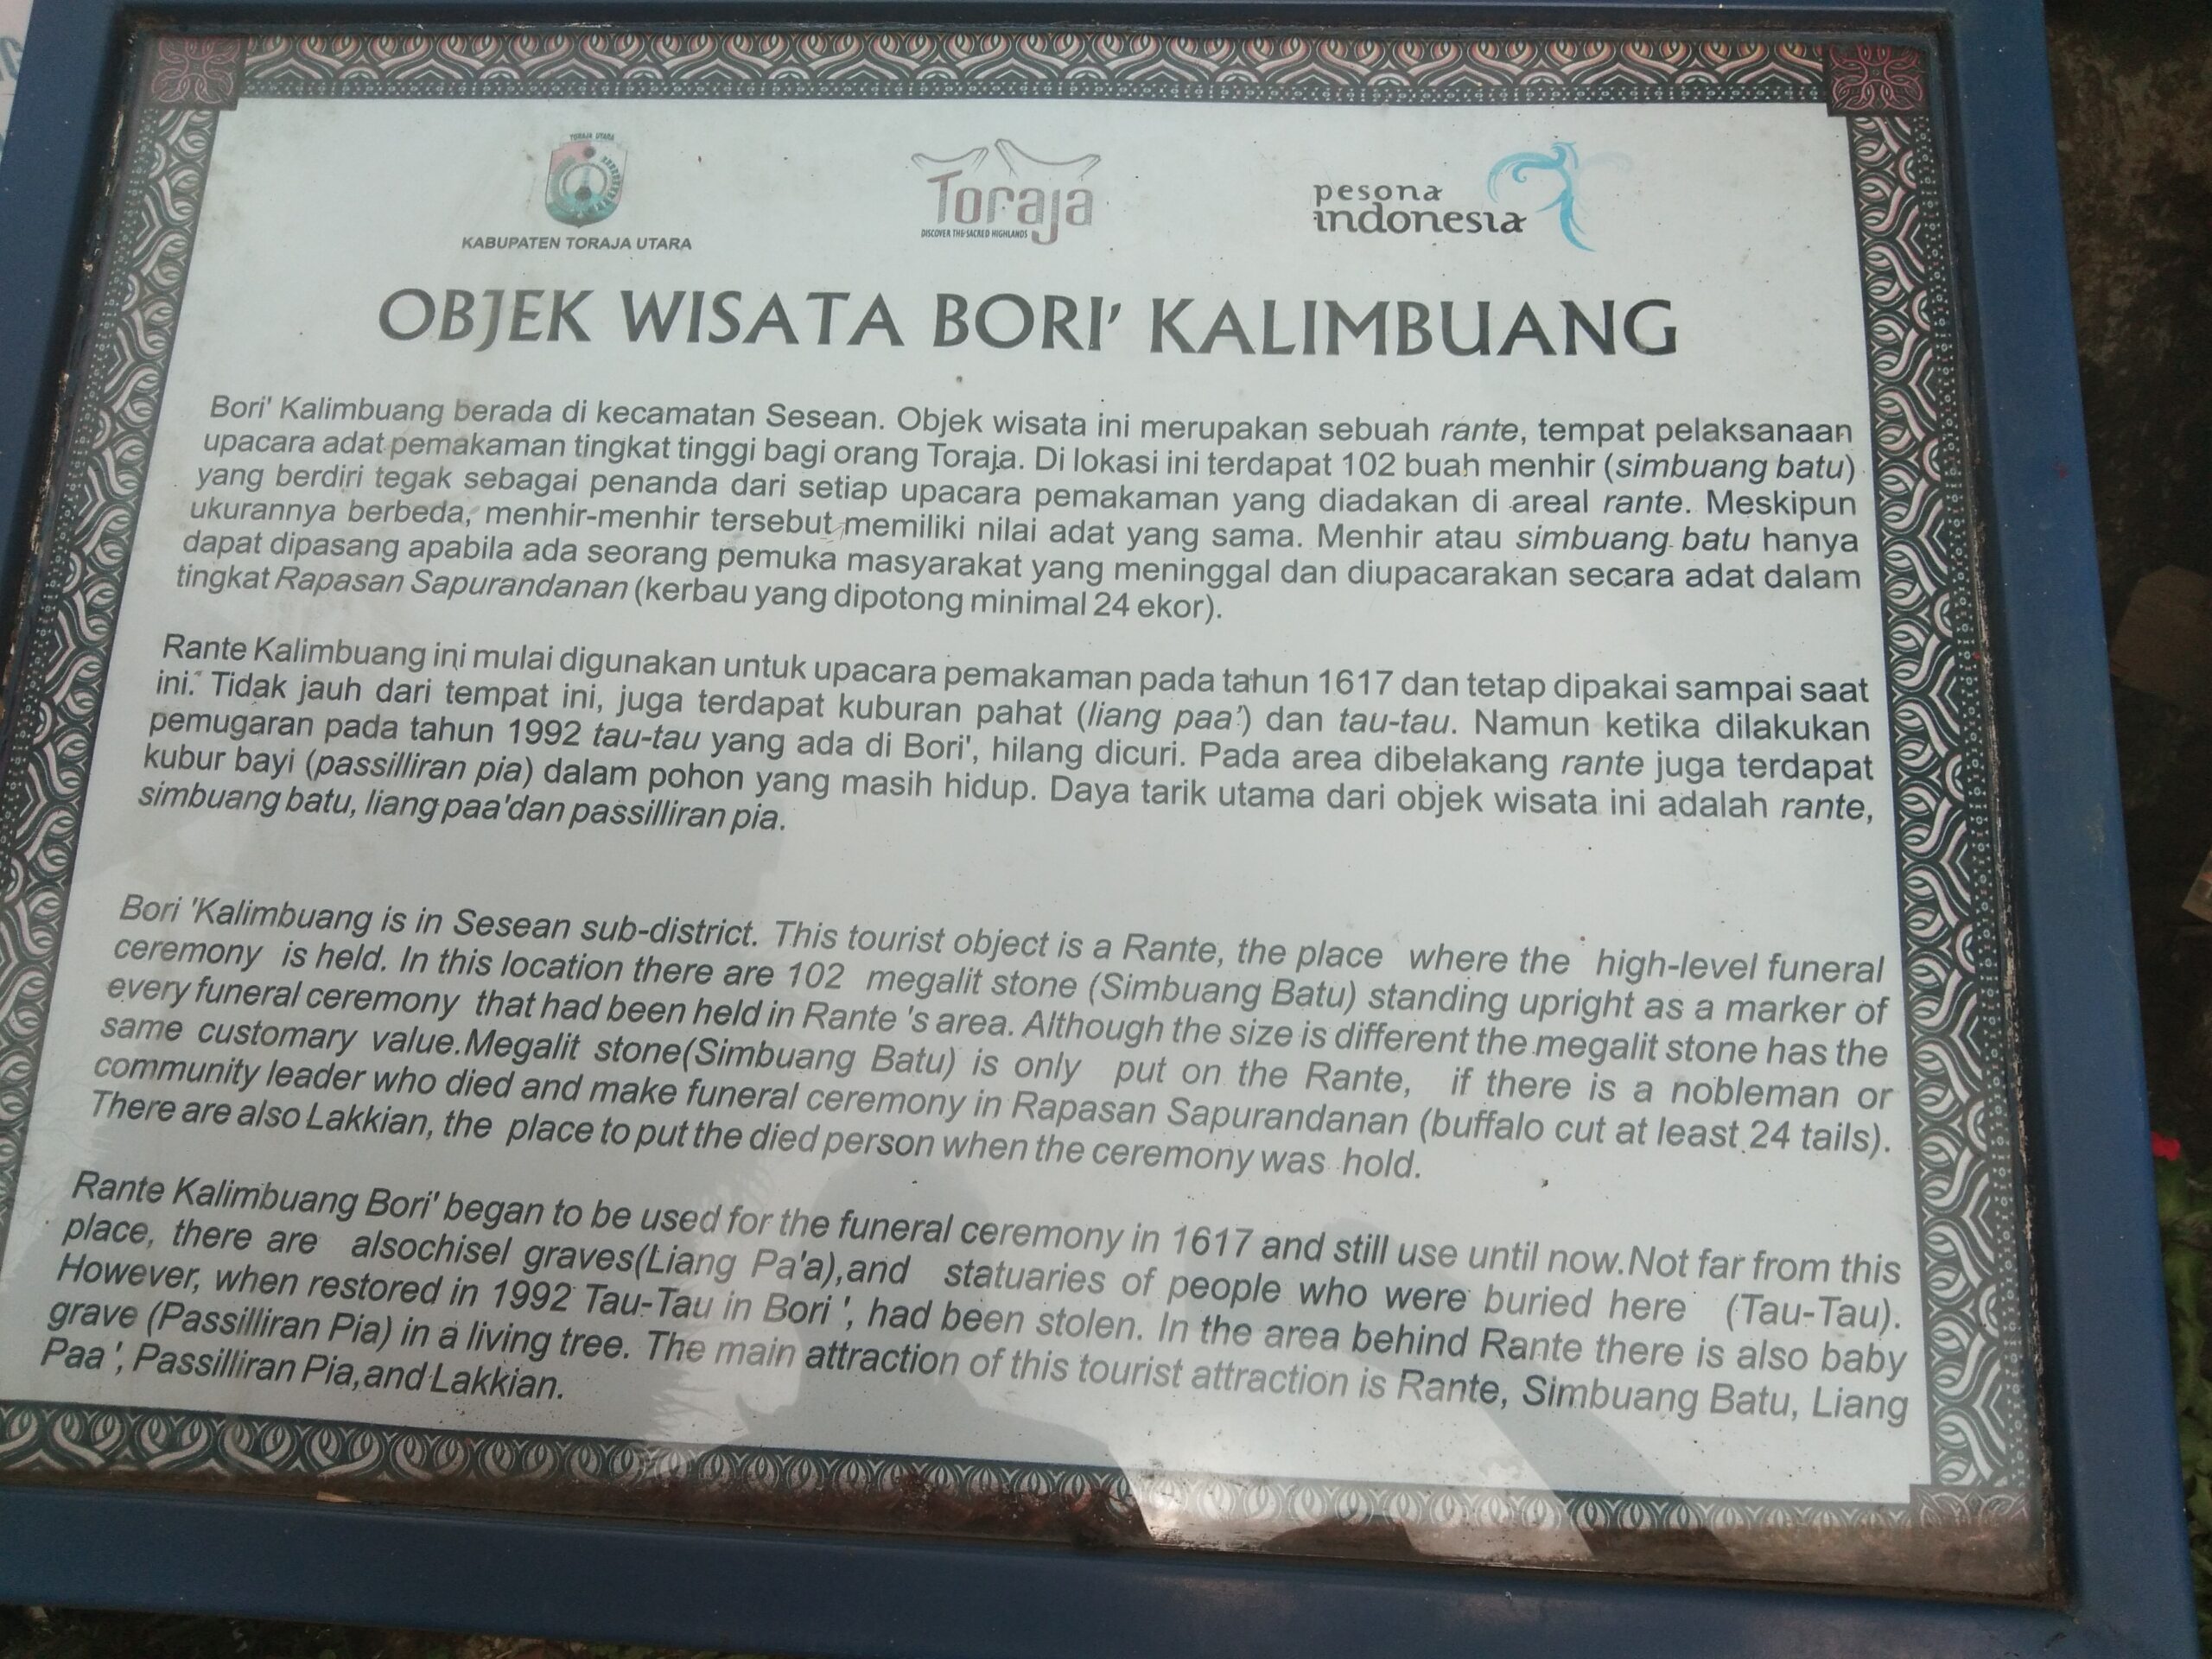 TORAJA UTARA
KABUPATEN TORAJA UTARA
Toraja
DISCOVER THE SACRED HIGHLANDS
pesona
indonesia
OBJEK WISATA BORI' KALIMBUANG
Bori' Kalimbuang berada di kecamatan Sesean. Objek wisata ini merupakan sebuah rante, tempat pelaksanaan
upacara adat pemakaman tingkat tinggi bagi orang Toraja. Di lokasi ini terdapat 102 buah menhir (simbuang batu)
yang berdiri tegak sebagai penanda dari setiap upacara pemakaman yang diadakan di areal rante. Meskipun
ukurannya berbeda, menhir-menhir tersebut memiliki nilai adat yang sama. Menhir atau simbuang batu hanya
dapat dipasang apabila ada seorang pemuka masyarakat yang meninggal dan diupacarakan secara adat dalam
tingkat Rapasan Sapurandanan (kerbau yang dipotong minimal 24 ekor).
Rante Kalimbuang ini mulai digunakan untuk upacara pemakaman pada tahun 1617 dan tetap dipakai sampai saat
ini. Tidak jauh dari tempat ini, juga terdapat kuburan pahat (liang paa') dan tau-tau. Namun ketika dilakukan
pemugaran pada tahun 1992 tau-tau yang ada di Bori', hilang dicuri. Pada area dibelakang rante juga terdapat
kubur bayi (passilliran pia) dalam pohon yang masih hidup. Daya tarik utama dari objek wisata ini adalah rante,
simbuang batu, liang paa'dan passilliran pia.
Bori 'Kalimbuang is in Sesean sub-district. This tourist object is a Rante, the place where the high-level funeral
ceremony is held. In this location there are 102 megalit stone (Simbuang Batu) standing upright as a marker of
every funeral ceremony that had been held in Rante 's area. Although the size is different the megalit stone has the
same customary value.Megalit stone(Simbuang Batu) is only put on the Rante, if there is a nobleman or
community leader who died and make funeral ceremony in Rapasan Sapurandanan (buffalo cut at least 24 tails).
There are also Lakkian, the place to put the died person when the ceremony was hold.
Rante Kalimbuang Bori' began to be used for the funeral ceremony in 1617 and still use until now.Not far from this
place, there are alsochisel graves(Liang Pa'a),and statuaries of people who were buried here (Tau-Tau).
However, when restored in 1992 Tau-Tau in Bori ', had been stolen. In the area behind Rante there is also baby
grave (Passilliran Pia) in a living tree. The main attraction of this tourist attraction is Rante, Simbuang Batu, Liang
Paa ', Passilliran Pia,and Lakkian.